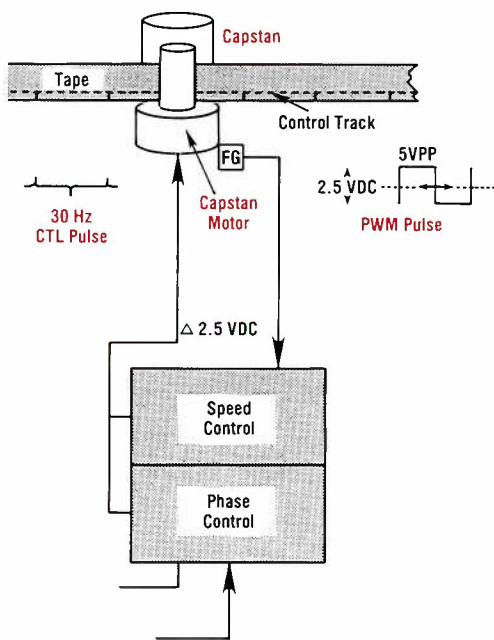 Capstan
Tape
Control Track
FG
5VPP
2.5 VDC
30 Hz
CTL Pulse
Capstan
Motor
PWM Pulse
△ 2.5 VDC
Speed
Control
Phase
Control